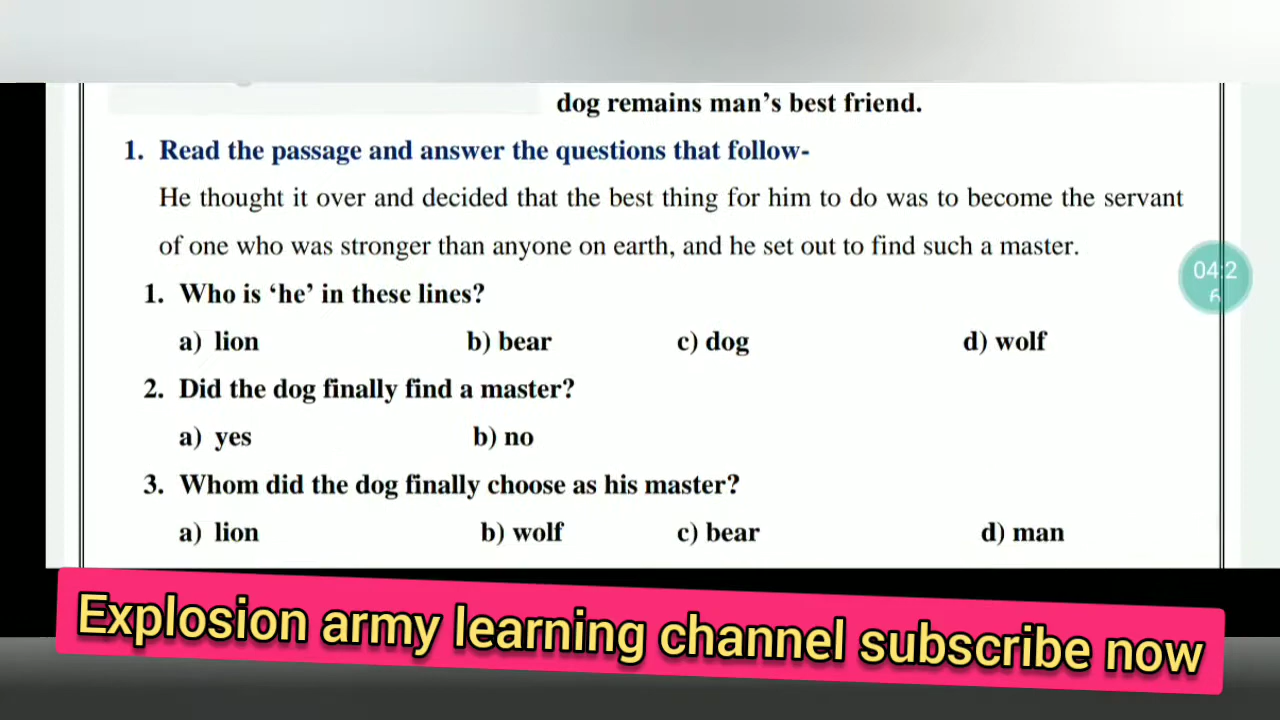 dog remains man's best friend.
1. Read the passage and answer the questions that follow-
He thought it over and decided that the best thing for him to do was to become the servant
of one who was stronger than anyone on earth, and he set out to find such a master.
1. Who is ‘he’ in these lines?
a) lion b) bear c) dog d) wolf
2. Did the dog finally find a master?
a) yes b) no
3. Whom did the dog finally choose as his master?
a) lion b) wolf c) bear d) man
04:2
6
Explosion army learning channel subscribe now